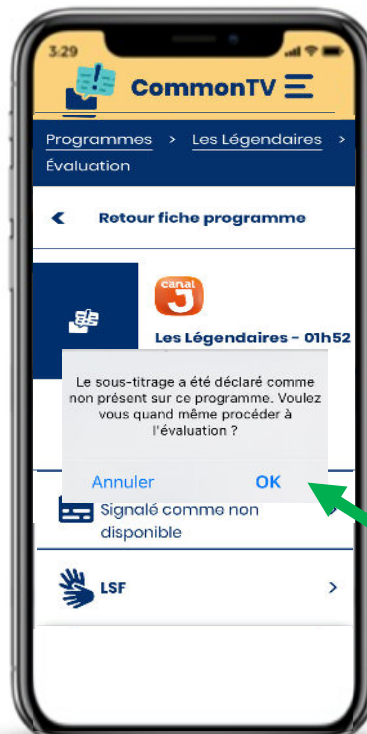 3:29
CommonTV
Programmes > Les Légendaires >
Évaluation
Retour fiche programme
canal
J
Les Légendaires - 01h52
Le sous-titrage a été déclaré comme
non présent sur ce programme. Voulez
vous quand même procéder à
l'évaluation ?
Annuler OK
Signalé comme non
disponible
LSF